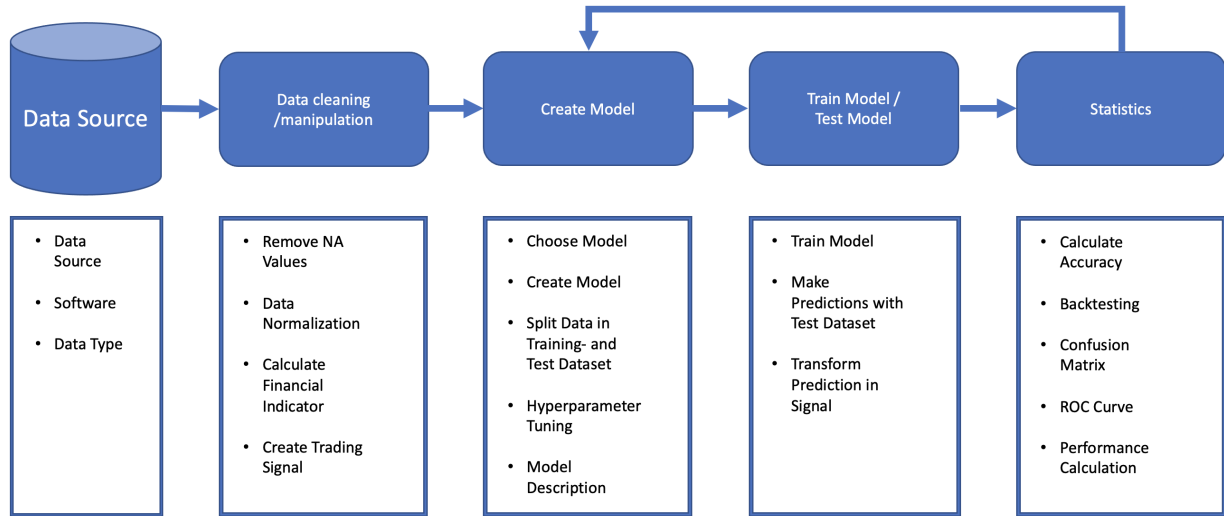 Data Source
Data cleaning
/manipulation
Create Model
Train Model /
Test Model
Statistics
• Data
Source
• Software
• Data Type
• Remove NA
Values
• Data
Normalization
• Calculate
Financial
Indicator
• Create Trading
Signal
• Choose Model
• Create Model
• Split Data in
Training- and
Test Dataset
• Hyperparameter
Tuning
• Model
Description
• Train Model
• Make
Predictions with
Test Dataset
• Transform
Prediction in
Signal
• Calculate
Accuracy
• Backtesting
• Confusion
Matrix
• ROC Curve
• Performance
Calculation